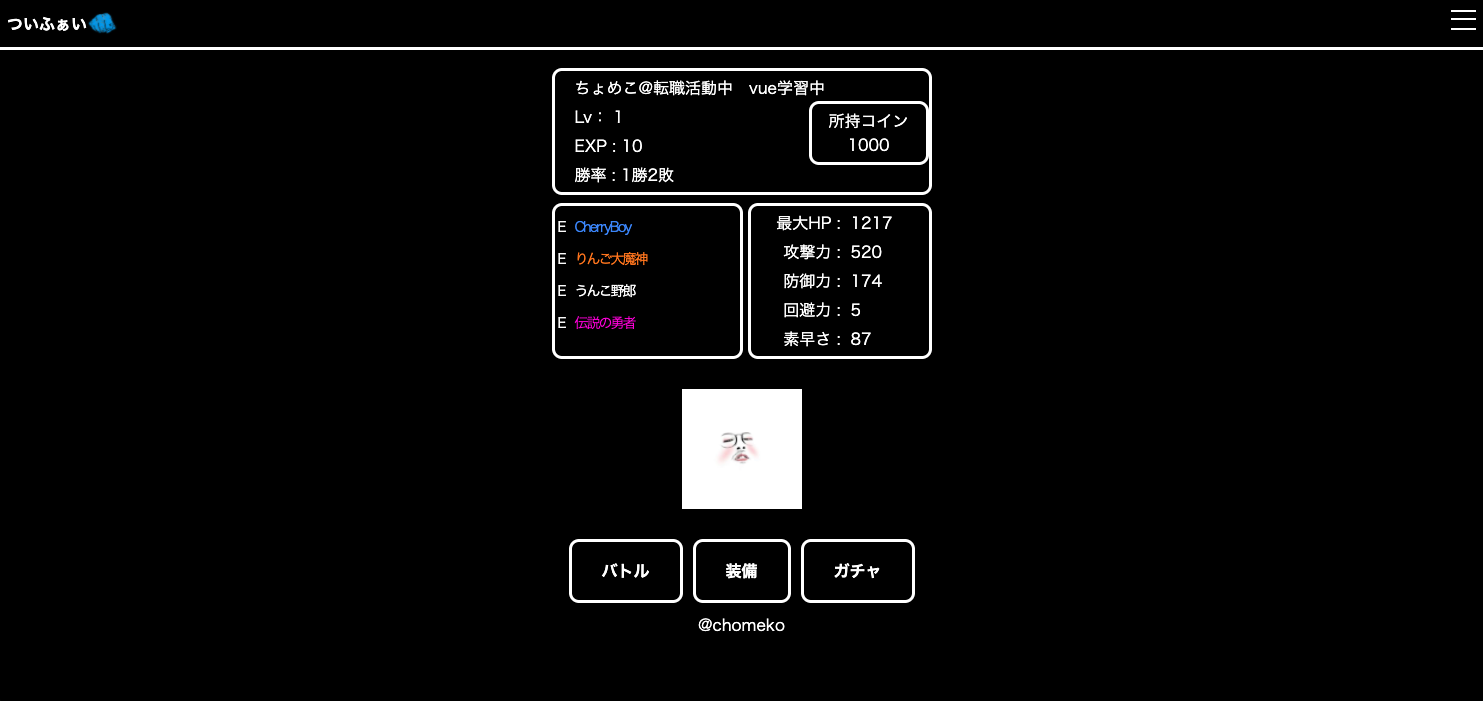 ついふぁい
ちょめこ@転職活動中　vue学習中
Lv： 1
EXP : 10
勝率 : 1勝2敗
所持コイン
1000
E CherryBoy
E りんご大魔神
E うんこ野郎
E 伝説の勇者
最大HP： 1217
攻撃力： 520
防御力： 174
回避力： 5
素早さ： 87
バトル
装備
ガチャ
@chomeko